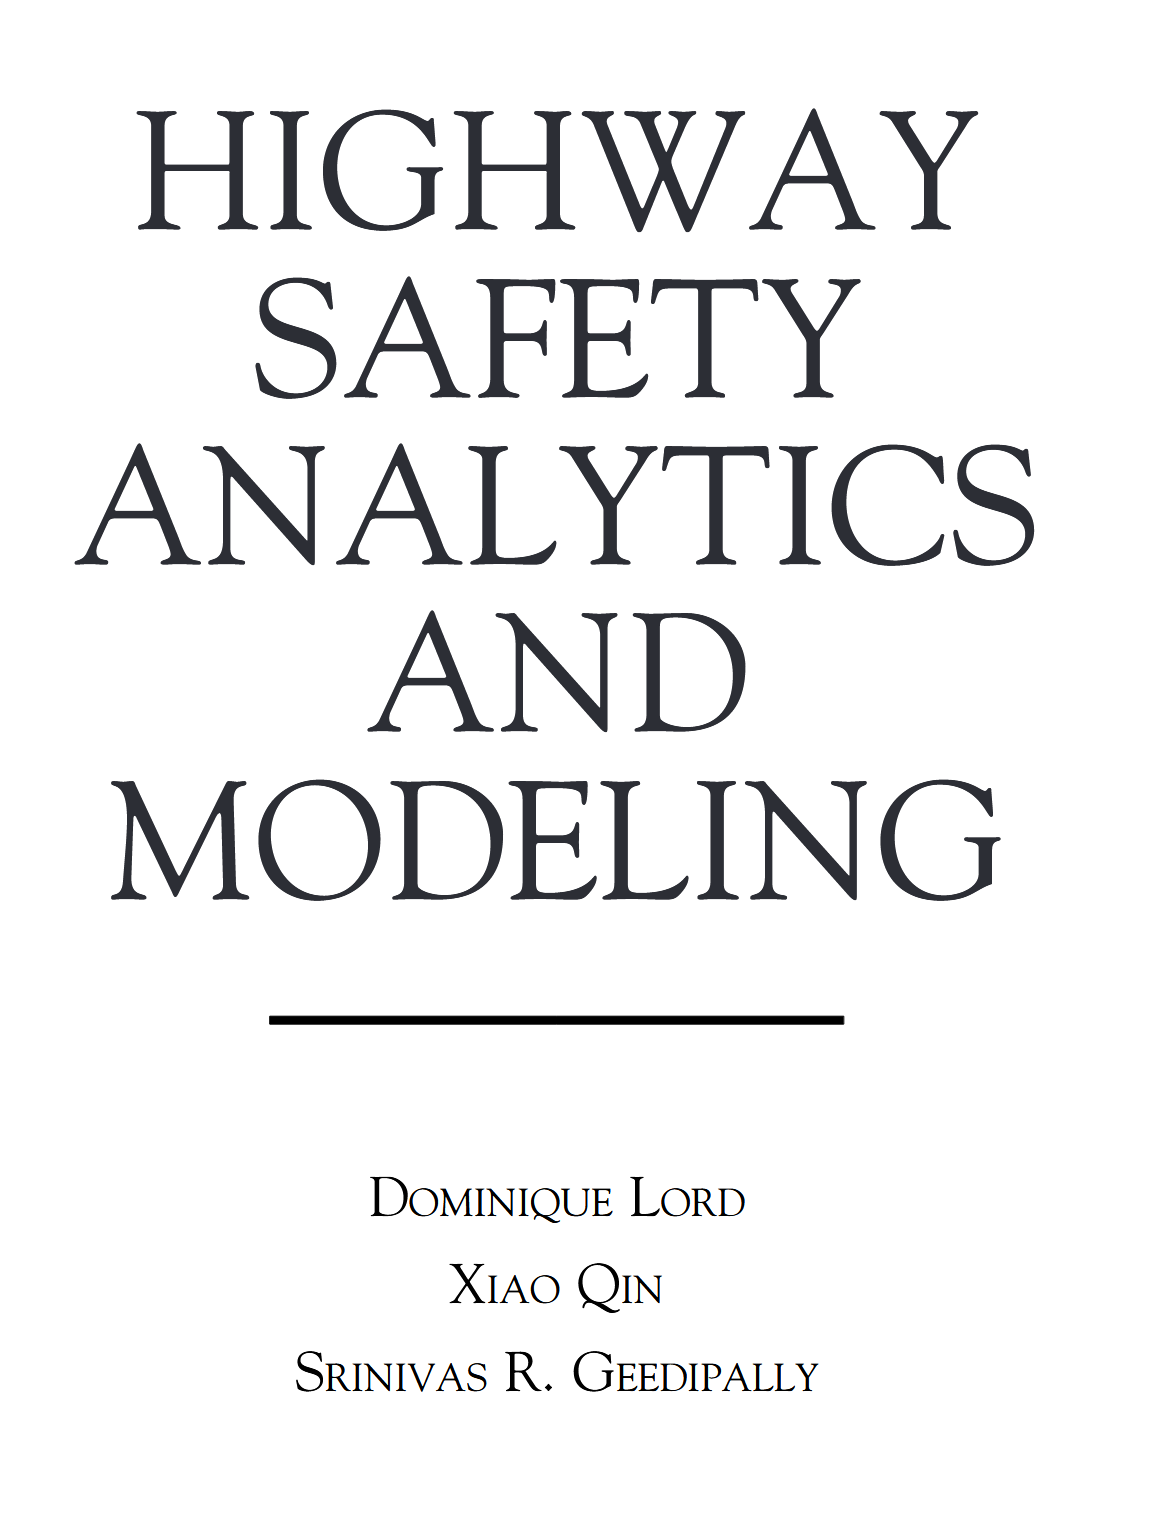 HIGHWAY
SAFETY
ANALYTICS
AND
MODELING
DOMINIQUE LORD
XIAO QIN
SRINIVAS R. GEEDIPALLY